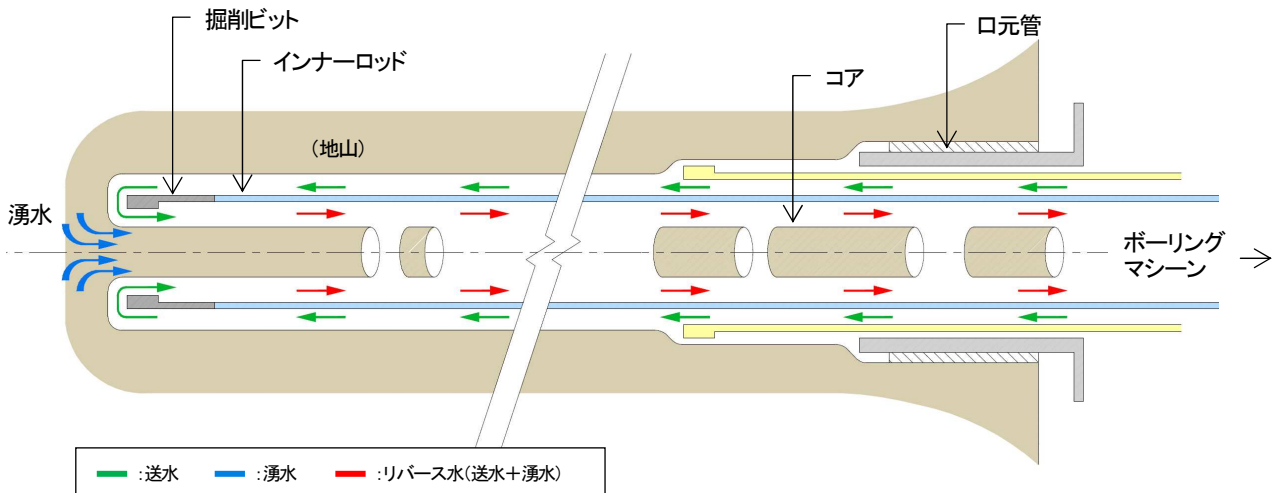 掘削ビット
インナーロッド
口元管
コア
(地山)
湧水
ボーリング
マシーン
:送水
:湧水
:リバース水(送水＋湧水)